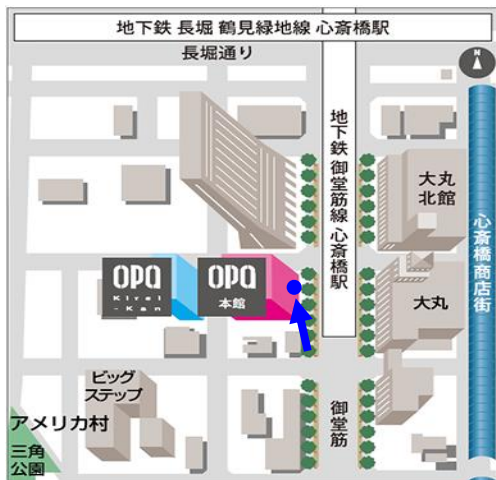 地下鉄 長堀 鶴見緑地線 心斎橋駅
長堀通り
N
地下鉄 御堂筋線 心斎橋駅
大丸
北館
心斎橋商店街
OPA
Kirei
-Kan
OPA
本館
大丸
ビッグ
ステップ
御堂筋
アメリカ村
三角
公園